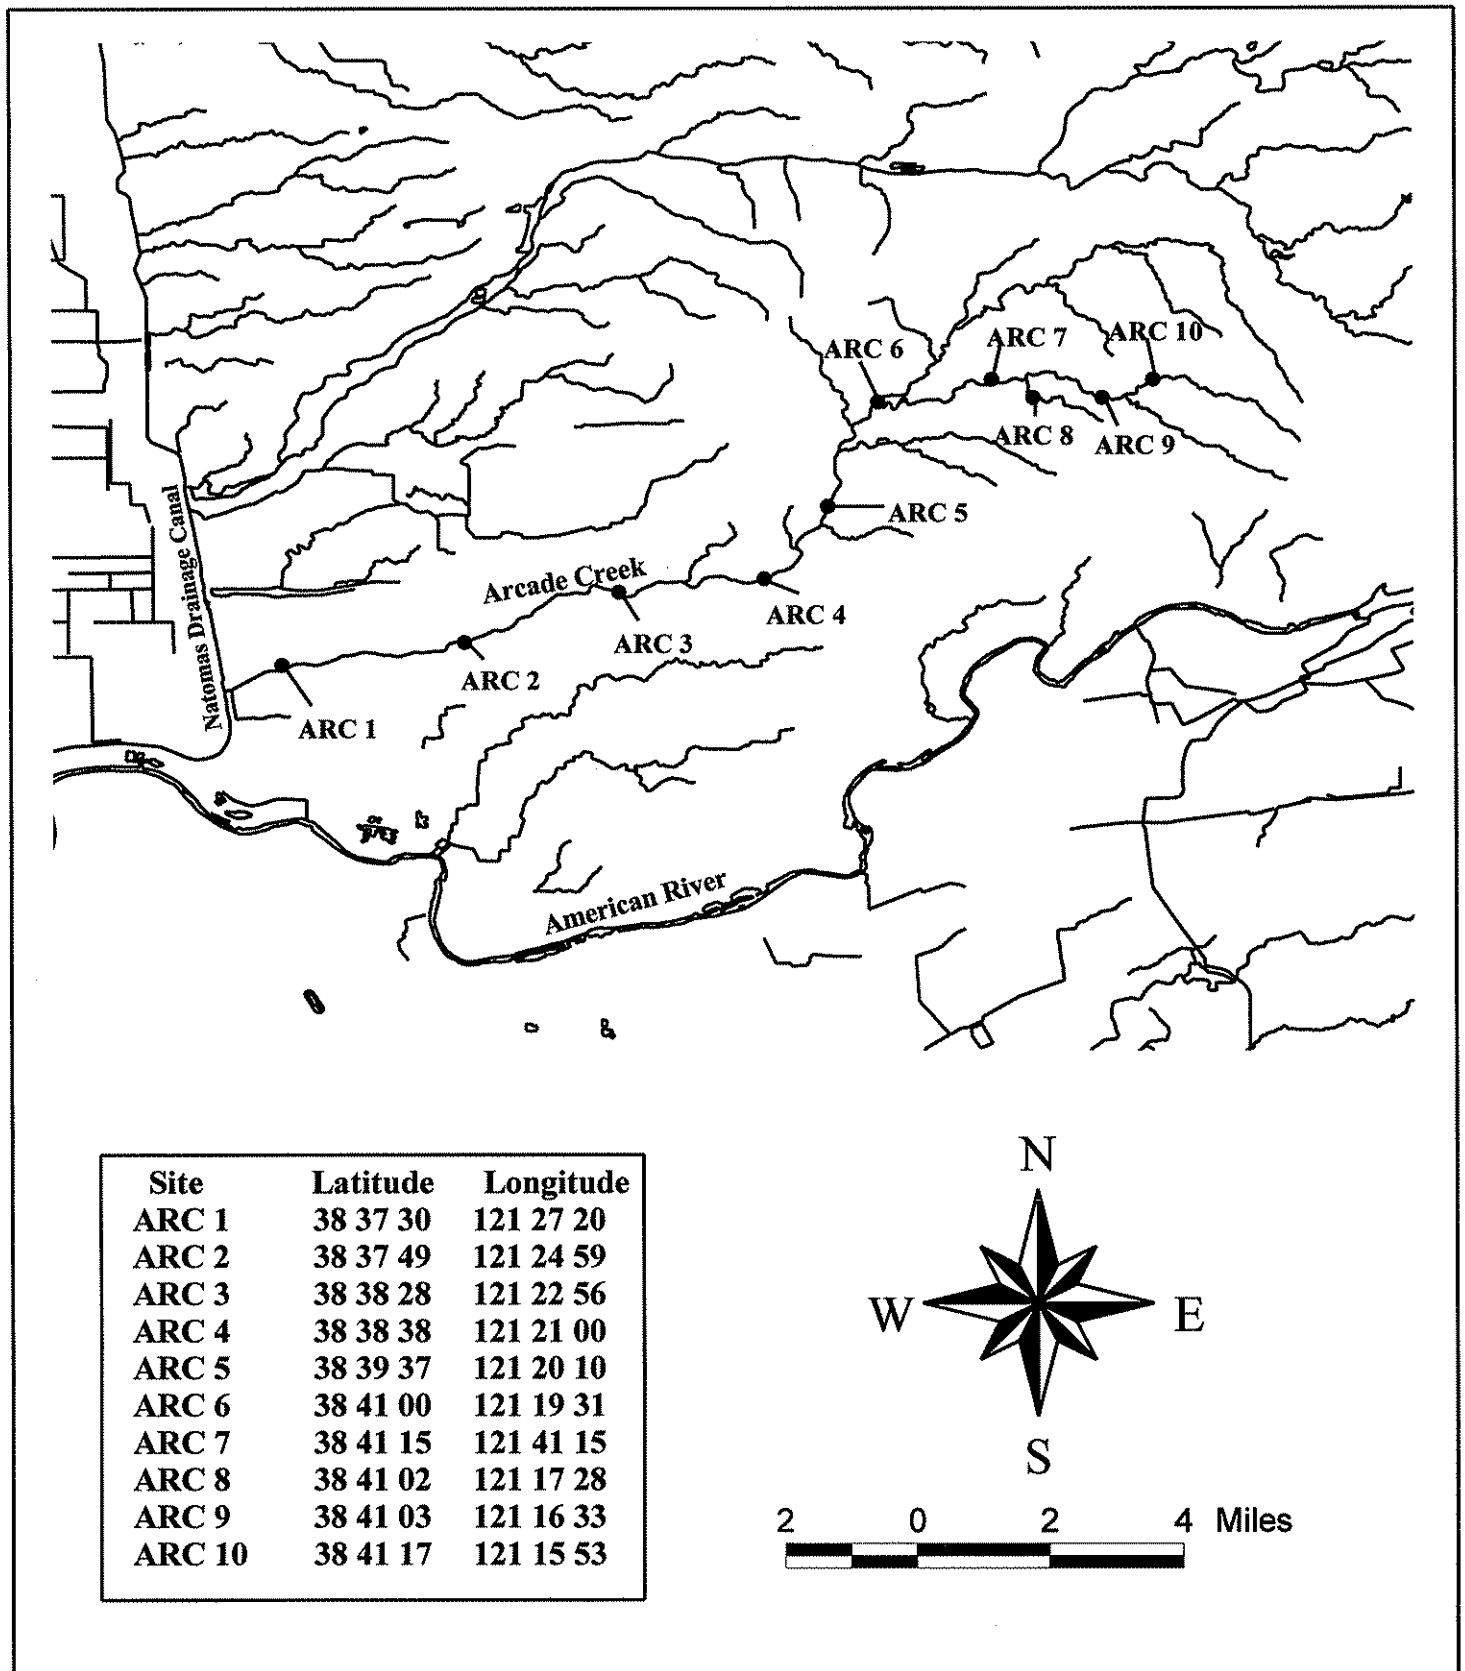 ARC 6
ARC 7
ARC 10
ARC 8
ARC 9
ARC 5
Natomas Drainage Canal
Arcade Creek
ARC 4
ARC 3
ARC 2
ARC 1
American River
Site Latitude Longitude
ARC 1 38 37 30 121 27 20
ARC 2 38 37 49 121 24 59
ARC 3 38 38 28 121 22 56
ARC 4 38 38 38 121 21 00
ARC 5 38 39 37 121 20 10
ARC 6 38 41 00 121 19 31
ARC 7 38 41 15 121 41 15
ARC 8 38 41 02 121 17 28
ARC 9 38 41 03 121 16 33
ARC 10 38 41 17 121 15 53
N
W E
S
2 0 2 4 Miles